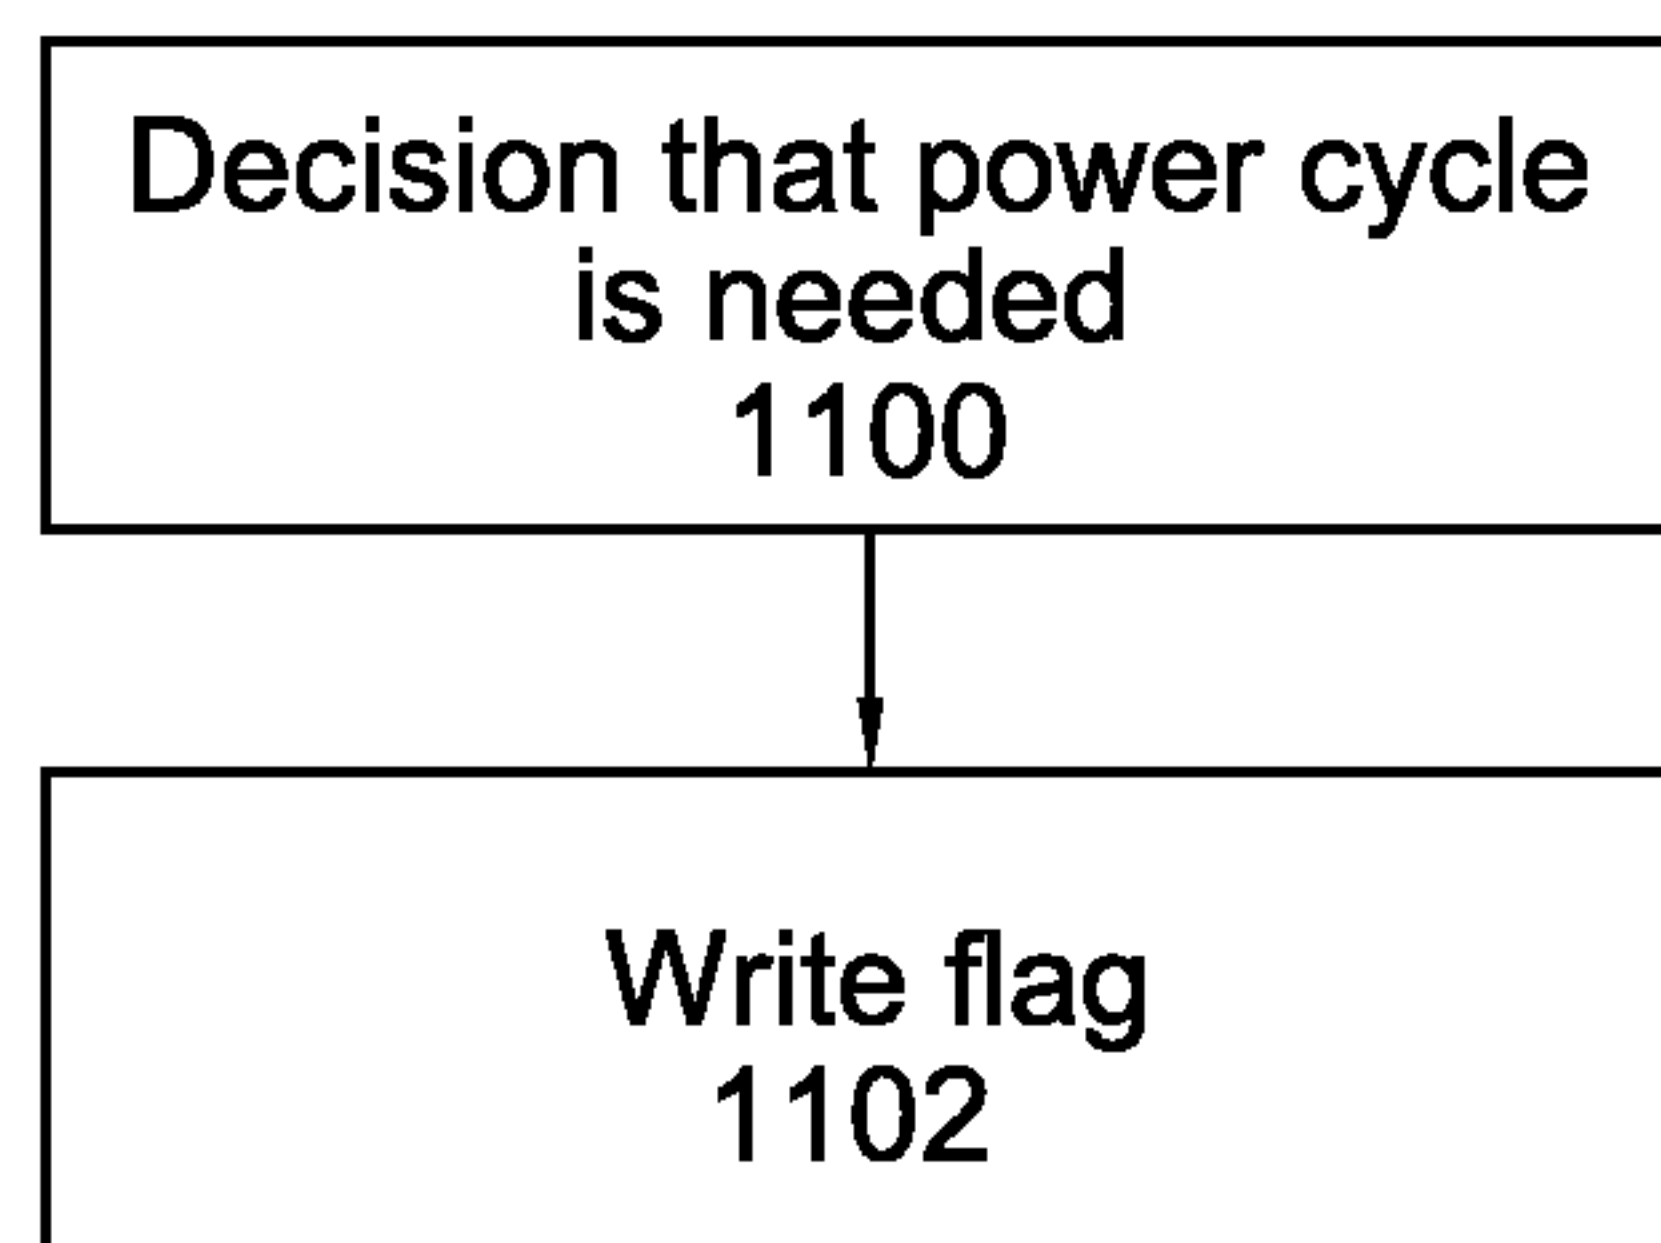 Decision that power cycle
is needed
1100
Write flag
1102